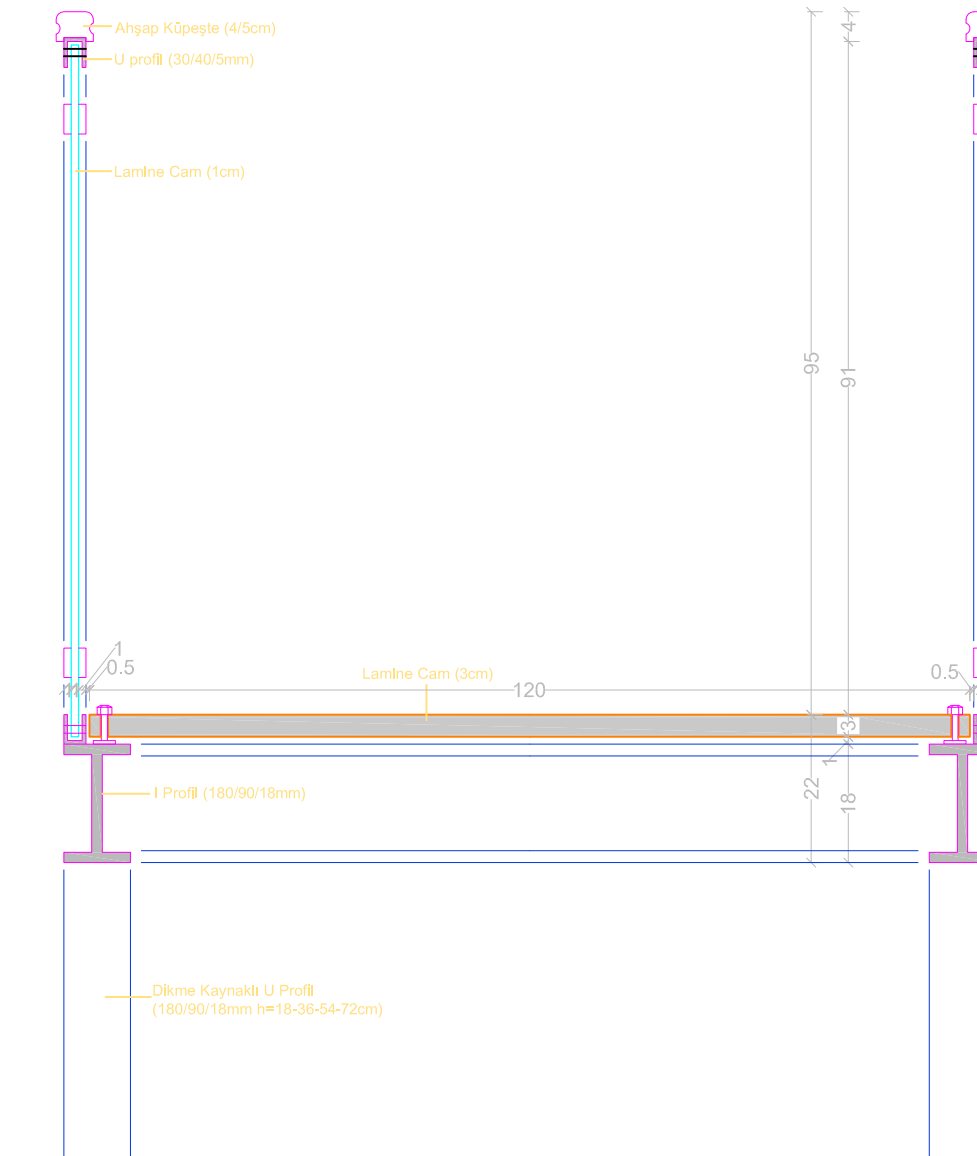 Ahşap Küpeşte (4/5cm)
4
U profil (30/40/5mm)
Lamine Cam (1cm)
95
91
1
0.5
Lamine Cam (3cm)
120
0.5
3
1
I Profil (180/90/18mm)
22
18
Dikme Kaynaklı U Profil
(180/90/18mm h=18-36-54-72cm)